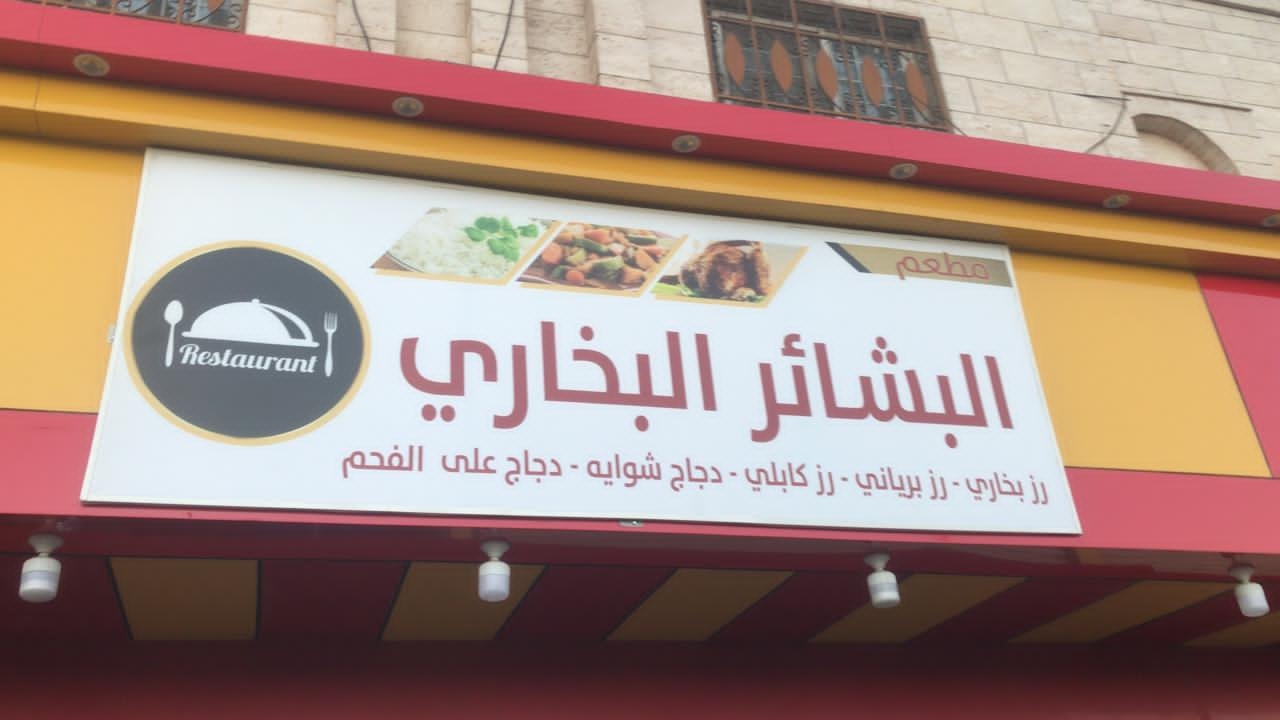 مطعم
البشائر البخاري
رز بخاري - رز برياني - رز كابلي - دجاج شوايه - دجاج على الفحم
Restaurant